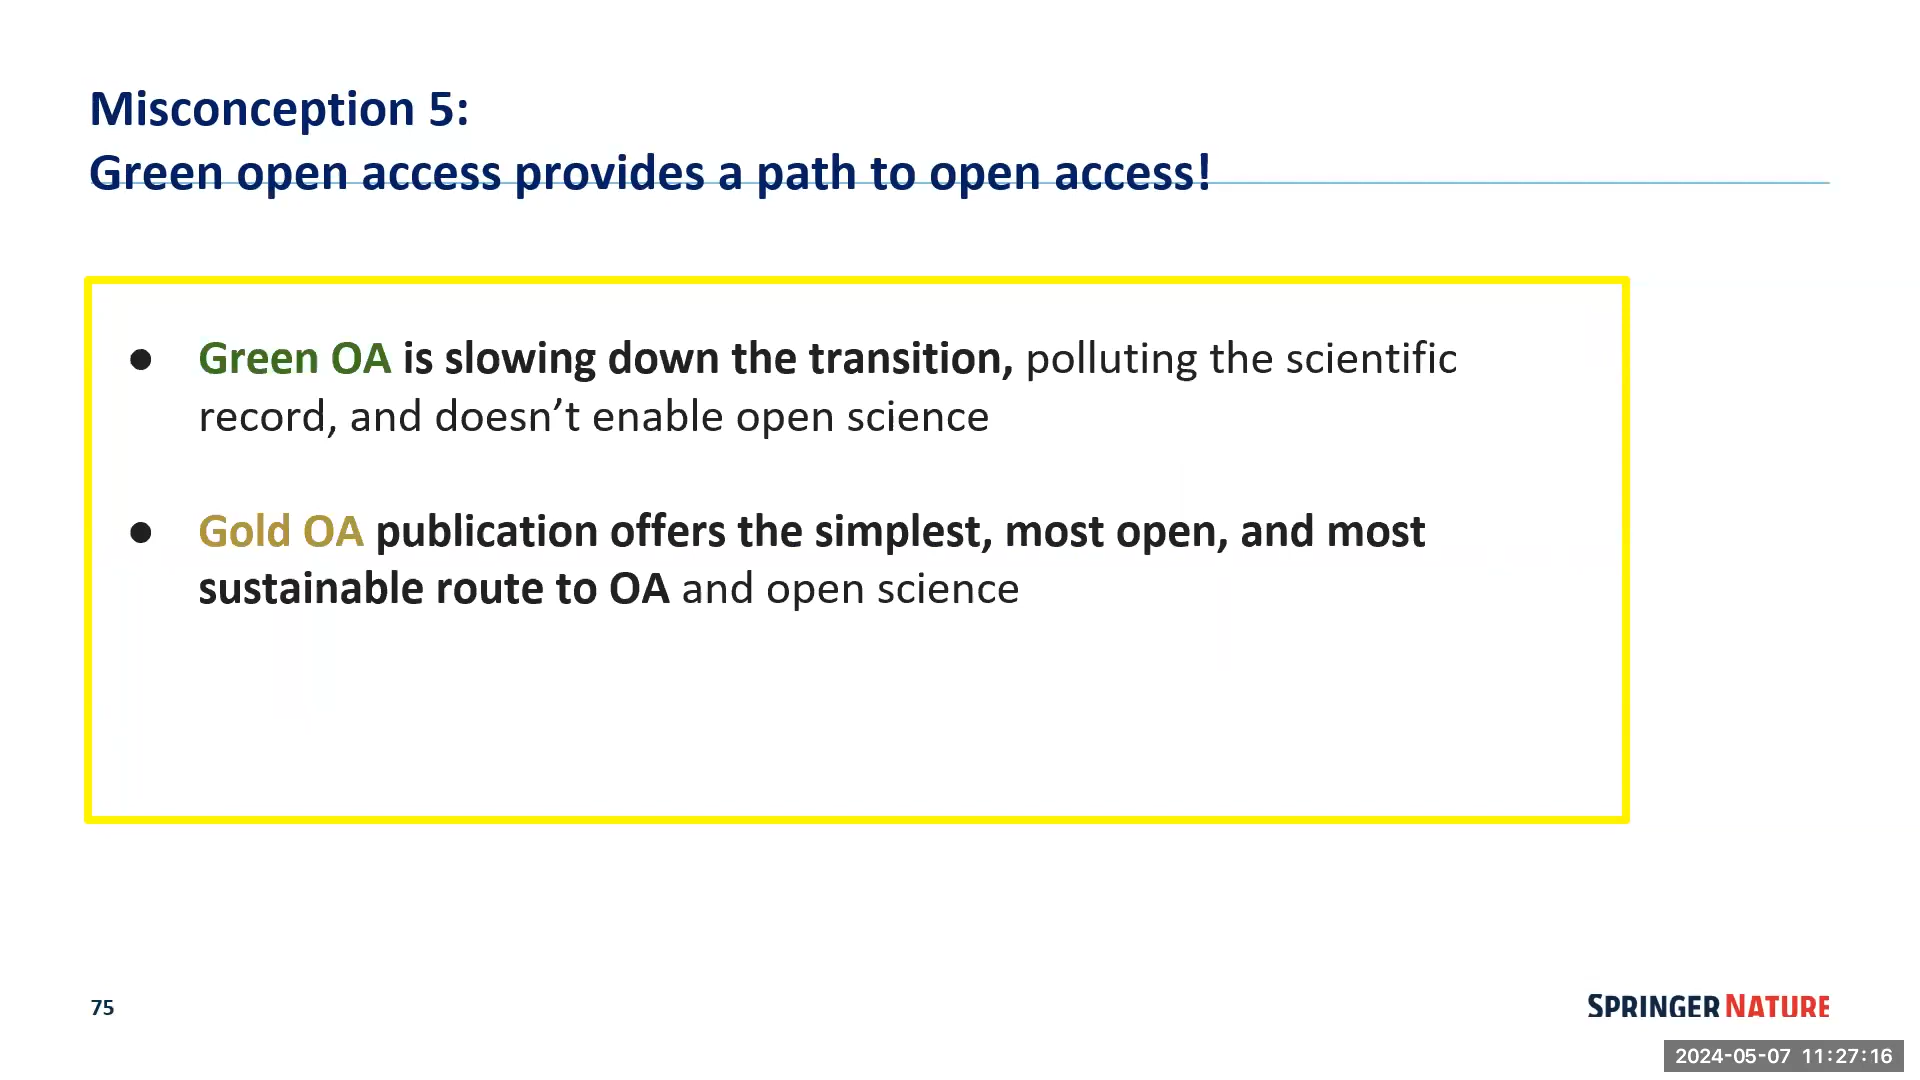 Misconception 5:
Green open access provides a path to open access!
● Green OA is slowing down the transition, polluting the scientific
record, and doesn’t enable open science
● Gold OA publication offers the simplest, most open, and most
sustainable route to OA and open science
75
SPRINGER NATURE
2024-05-07 11:27:16